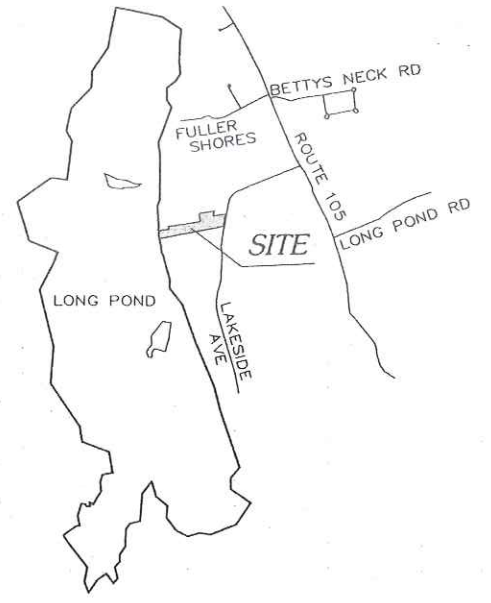 BETTYS NECK RD
FULLER
SHORES
ROUTE 105
LONG POND RD
SITE
LONG POND
LAKESIDE
AVE